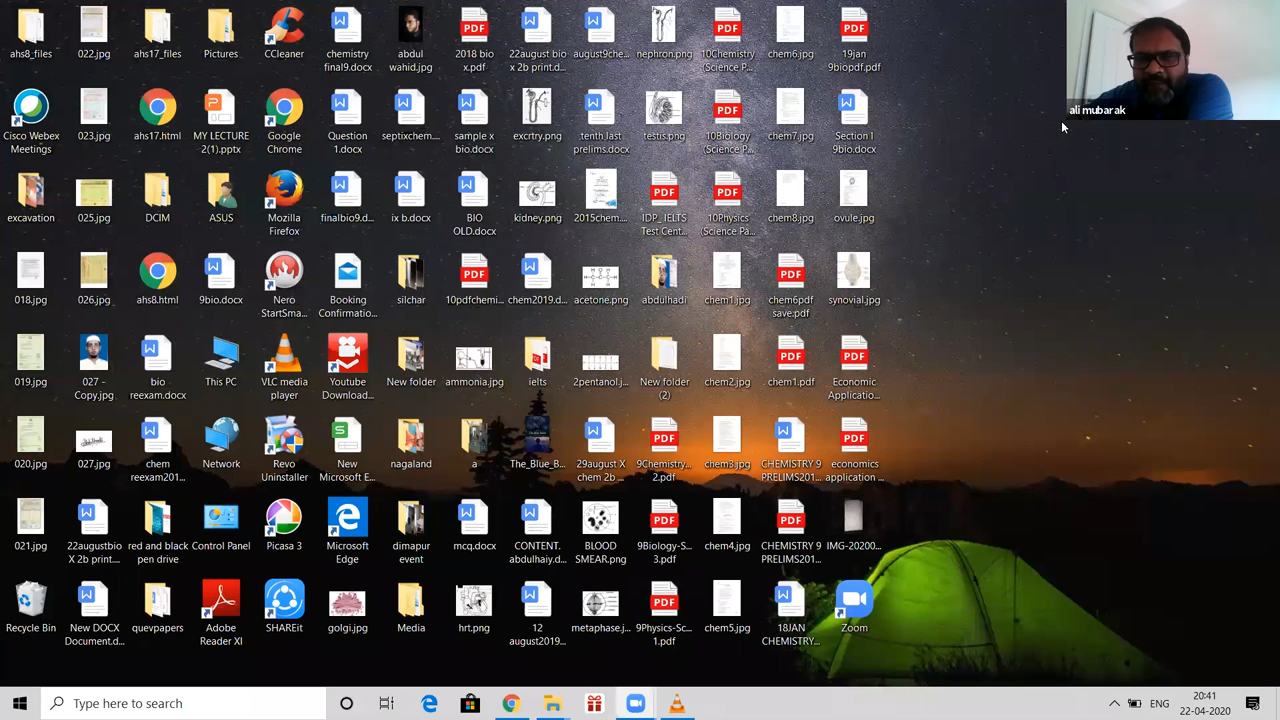 022.jpg
ahs17_html
Pictures
CCleaner
Question
final9.docx
wahid.jpg
2018 bio
x.pdf
22august bio
x 2b print.d...
august9che...
nephron.png
10Chemistry
(Science P...
chem6.jpg
19jan
9biopdf.pdf
ali mubarak
Cisco Webex
Meetings
023.jpg
ahs17.html
MY LECTURE
2(1).pptx
Google
Chrome
Question
1.docx
septixchem...
sample x
bio.docx
excrtry.png
tenth last
prelims.docx
testis.png
10Biology
(Science P...
chem7.jpg
Section1
9bio.docx
excavation
025.jpg
DCIM
ASUS
Mozilla
Firefox
finalbio9.d...
ix b.docx
BIO
OLD.docx
kidney.png
2015chem....
IDP_IELTS
Test Cent...
10Physics
(Science Pa...
chem8.jpg
ovule.jpg
018.jpg
026.jpg
ahs8.html
9bio.docx
Nero
StartSmart...
Booking
Confirmatio...
silchar
10pdfchemi...
chem2019.d...
acetone.png
abdulhadi
chem1.jpg
chem6pdf
save.pdf
synovial.jpg
019.jpg
027 -
bio
reexam.docx
This PC
VLC media
player
Youtube
Download...
New folder
ammonia.jpg
ielts
2pentanol.j...
New folder
(2)
chem2.jpg
chem1.pdf
Economic
Applicatio...
027.jpg
chem
reexam201...
Network
Revo
Uninstaller
New
Microsoft E...
nagaland
a
The_Blue_B...
29august X
chem 2b ...
9Chemistry...
2.pdf
chem3.jpg
CHEMISTRY 9
PRELIMS201...
economics
application ...
021.jpg
22augustbio
X 2b print....
red and black
pen drive
Control Panel
Picasa 3
Microsoft
Edge
dimapur
event
mcq.docx
CONTENT.
abdulhaiy.d...
BLOOD
SMEAR.png
9Biology-S...
3.pdf
chem4.jpg
CHEMISTRY 9
PRELIMS201...
IMG-20200...
Recycle Bin
New DOCX
Document.d...
Adobe
Reader XI
SHAREit
golgi.jpg
Media
hrt.png
12
august2019...
metaphase.j...
9Physics-Sc...
1.pdf
chem5.jpg
18JAN
CHEMISTRY...
Zoom
Type here to search
20:41
22-04-2020